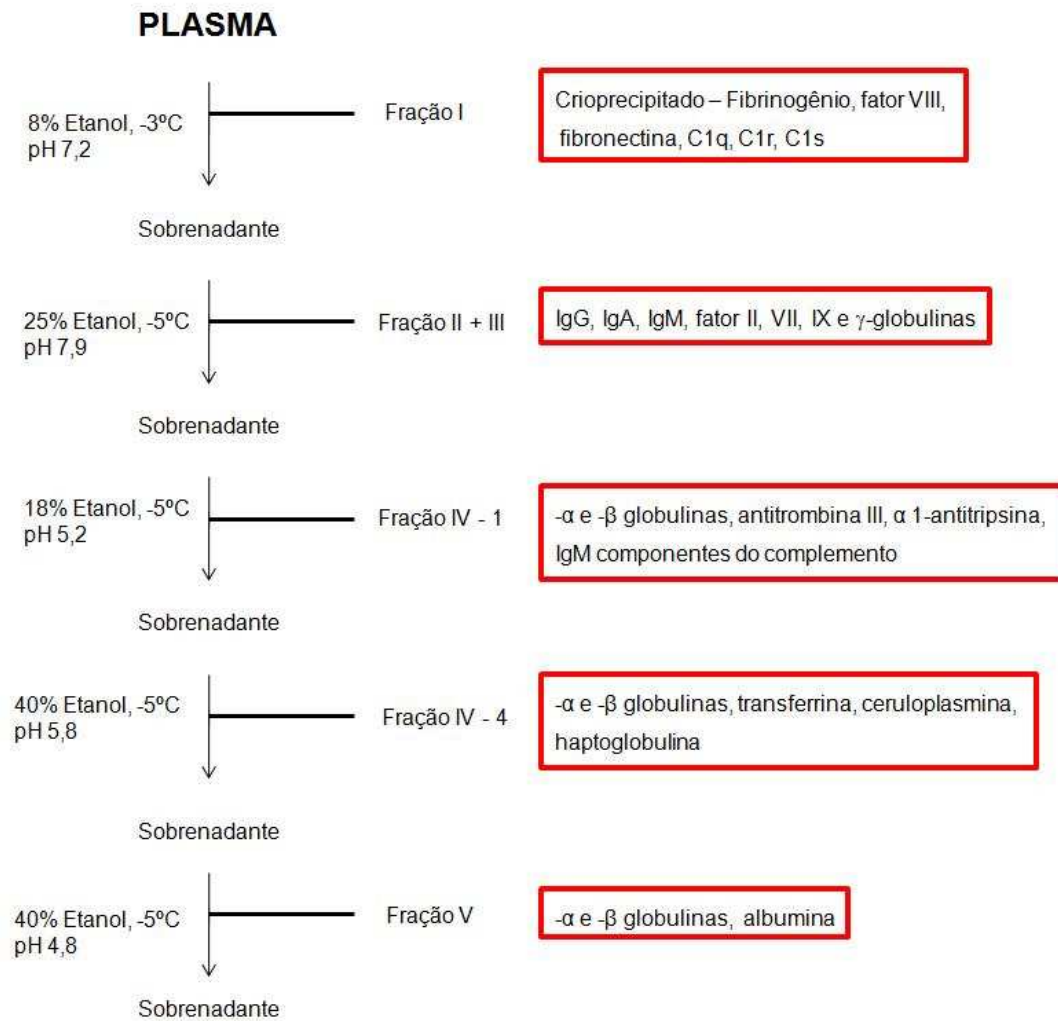 PLASMA
8% Etanol, -3ºC
pH 7,2
Fração I
Crioprecipitado – Fibrinogênio, fator VIII,
fibronectina, C1q, C1r, C1s
Sobrenadante
25% Etanol, -5ºC
pH 7,9
Fração II + III
IgG, IgA, IgM, fator II, VII, IX e γ-globulinas
Sobrenadante
18% Etanol, -5ºC
pH 5,2
Fração IV - 1
-α e -β globulinas, antitrombina III, α 1-antitripsina,
IgM componentes do complemento
Sobrenadante
40% Etanol, -5ºC
pH 5,8
Fração IV - 4
-α e -β globulinas, transferrina, ceruloplasmina,
haptoglobulina
Sobrenadante
40% Etanol, -5ºC
pH 4,8
Fração V
-α e -β globulinas, albumina
Sobrenadante